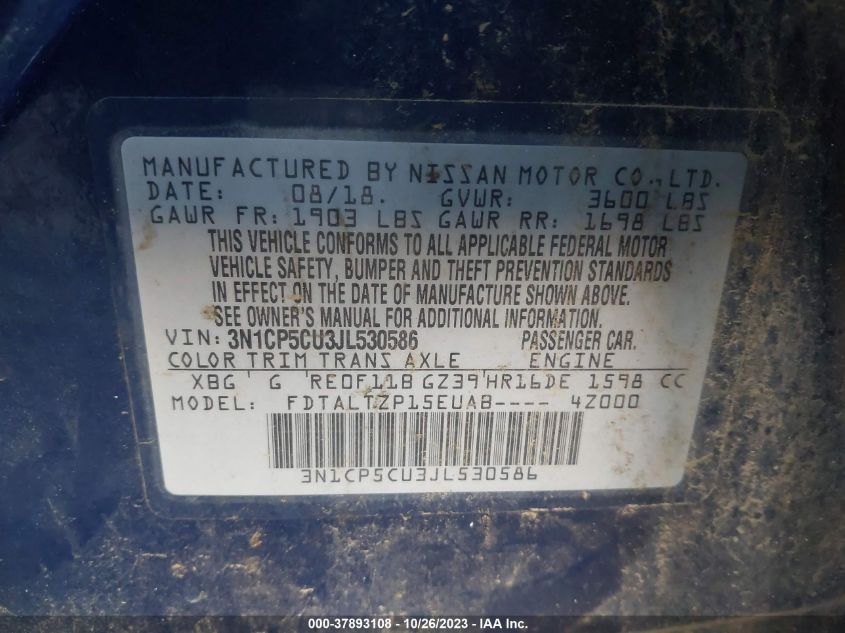 MANUFACTURED BY NISSAN MOTOR CO., LTD.
DATE: 08/18. GVWR: 3600 LBS
GAWR FR: 1903 LBS GAWR RR: 1698 LBS
THIS VEHICLE CONFORMS TO ALL APPLICABLE FEDERAL MOTOR
VEHICLE SAFETY, BUMPER AND THEFT PREVENTION STANDARDS
IN EFFECT ON THE DATE OF MANUFACTURE SHOWN ABOVE.
SEE OWNER'S MANUAL FOR ADDITIONAL INFORMATION.
VIN: 3N1CP5CU3JL530586 PASSENGER CAR.
COLOR TRIM TRANS AXLE ENGINE
XBG G RE0F11B GZ39 HR16DE 1598 CC
MODEL: FDTALTZP15EUAB---- 4Z000
3N1CP5CU3JL530586
000-37893108 - 10/26/2023 - IAAI.COM